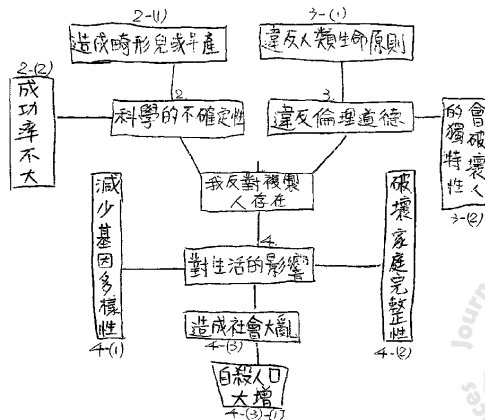 2-(1)
造成畸形兒或早產
3-(1)
違反人類生命原則
2-(2)
成功率不大
2.
科學的不確定性
3.
違反倫理道德
會破壞人
的獨特性
3-(2)
我反對複製
人存在
減少基因多樣性
4-(1)
4.
對生活的影響
破壞家庭完整性
4-(2)
造成社會大亂
4-(3)
自殺人口
大增
4-(3)-(1)
Journ
es